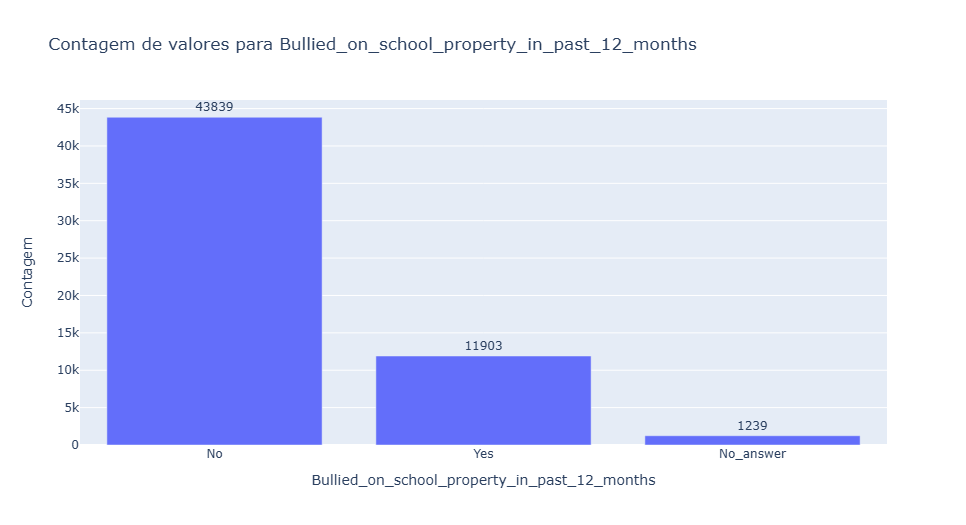 Contagem de valores para Bullied_on_school_property_in_past_12_months
43839
45k
40k
35k
30k
25k
20k
15k
10k
5k
0
Contagem
11903
1239
No
Yes
No_answer
Bullied_on_school_property_in_past_12_months